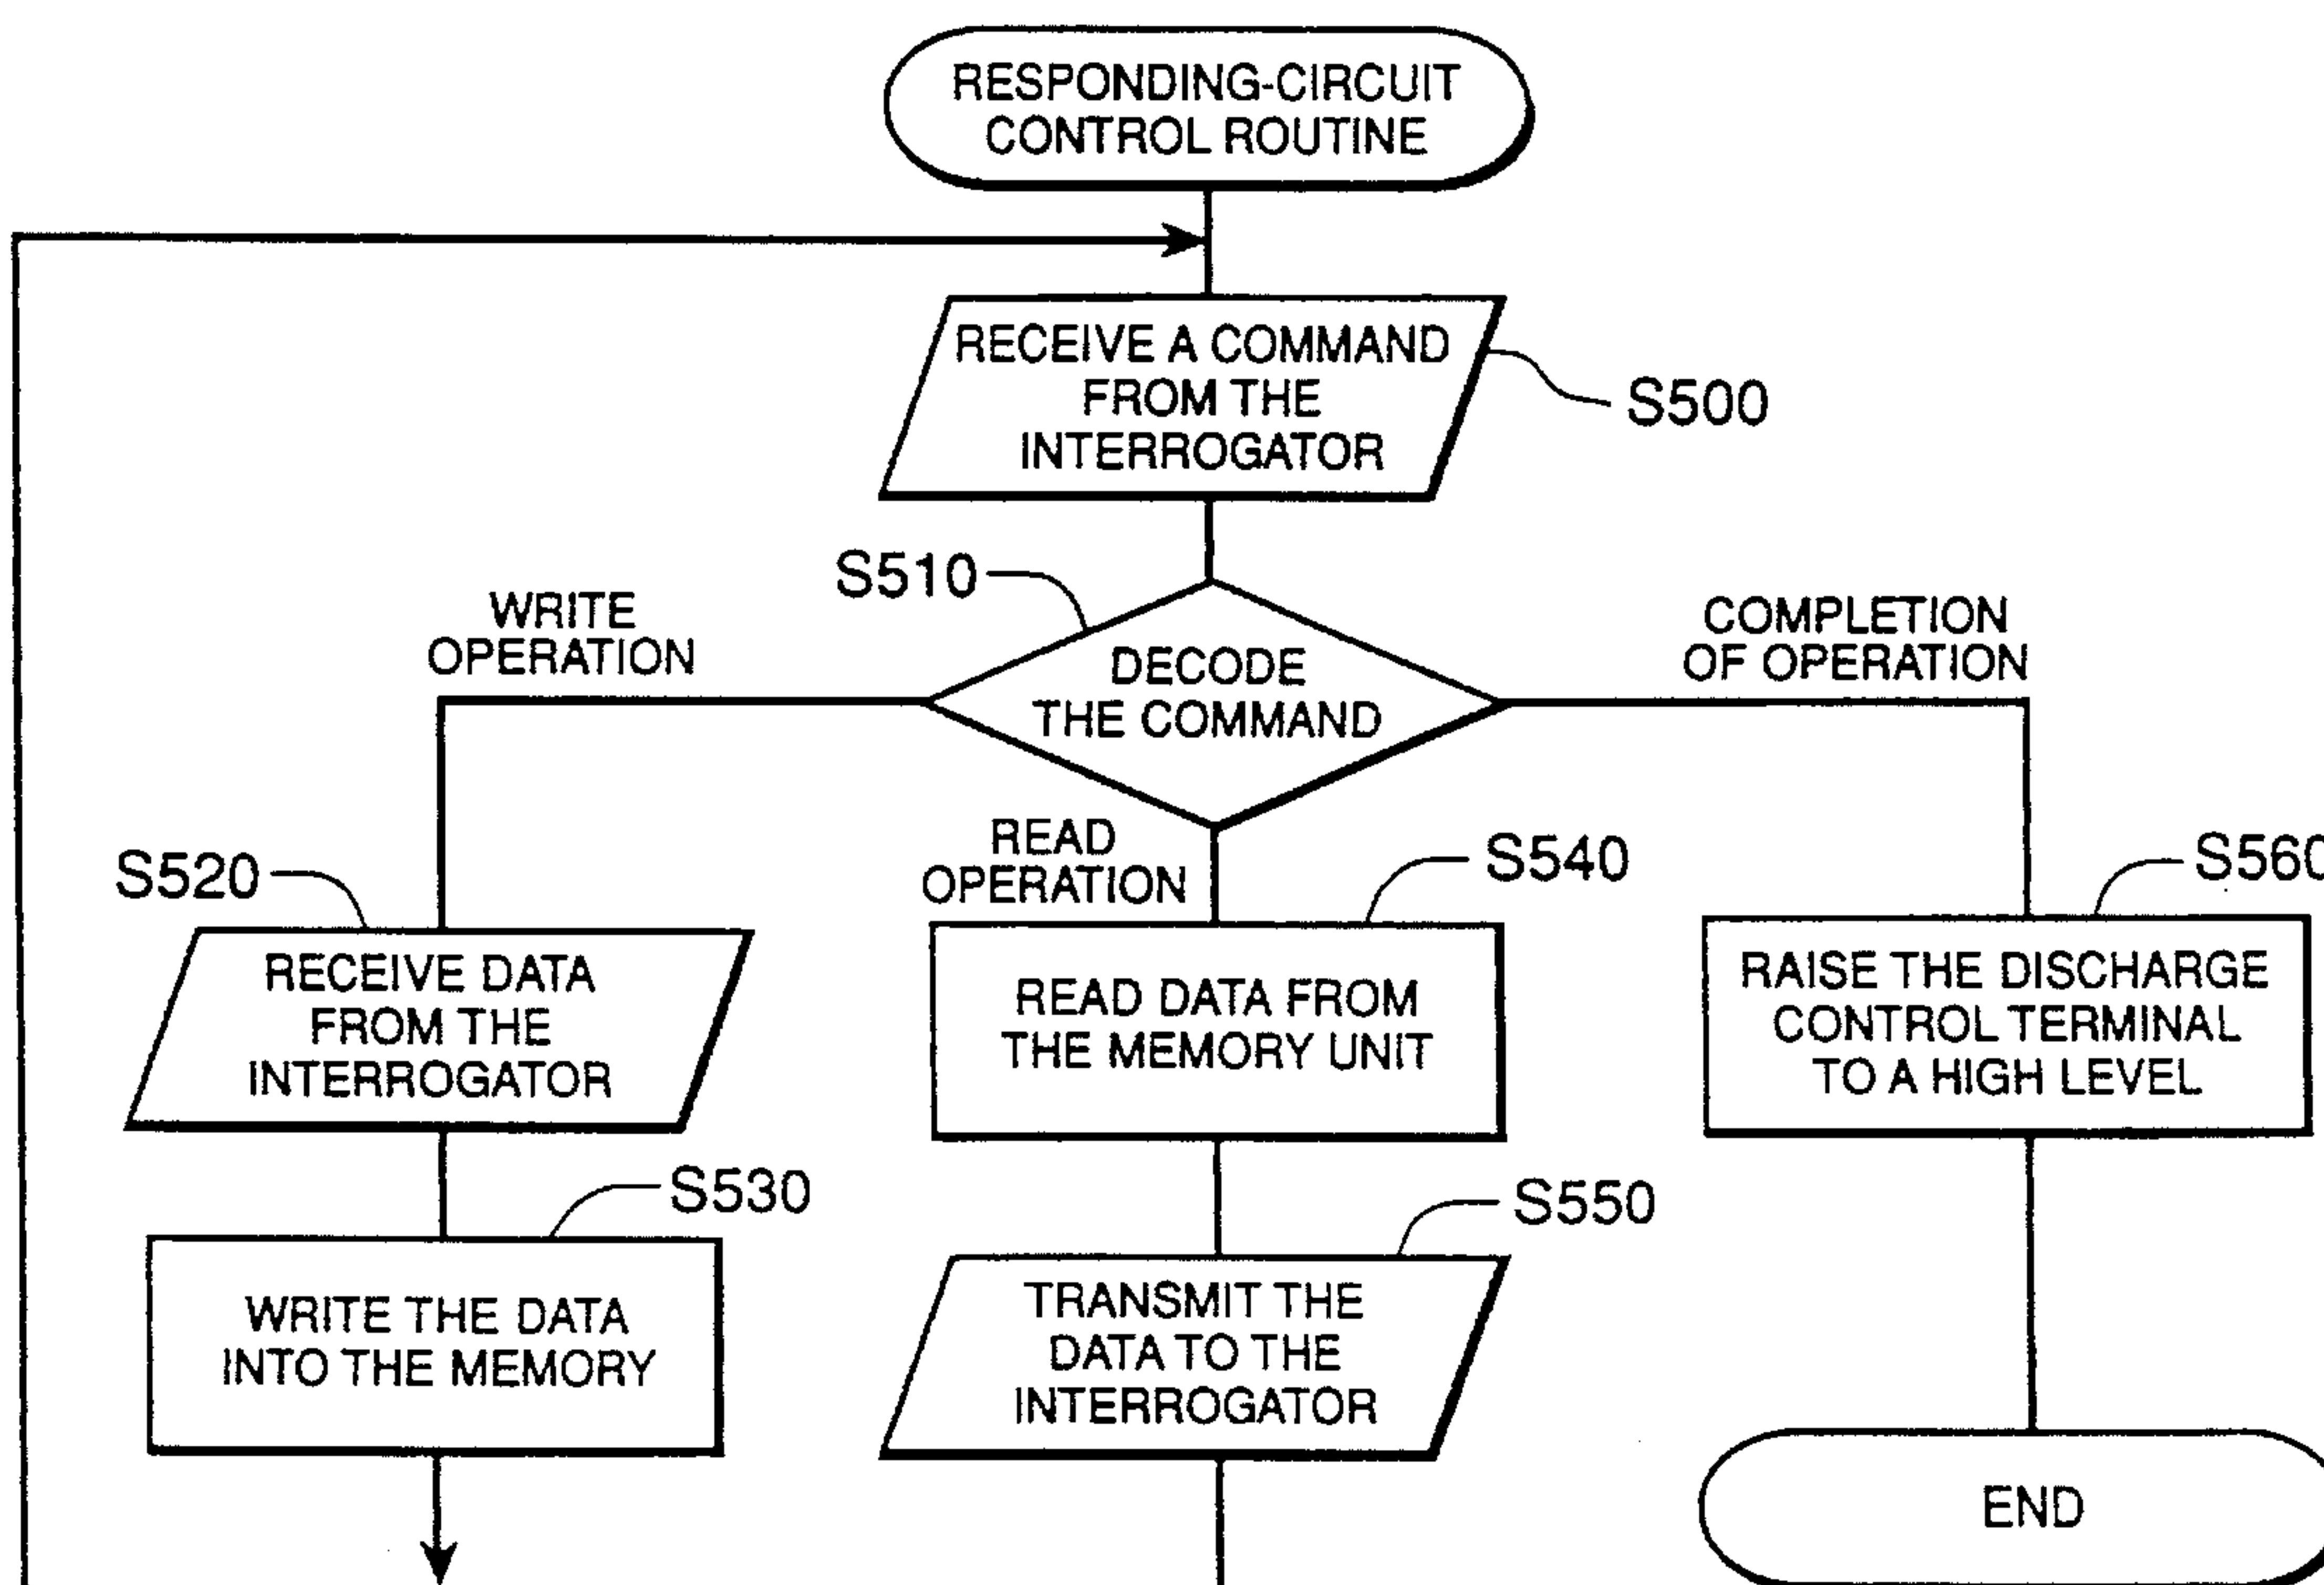 RESPONDING-CIRCUIT
CONTROL ROUTINE
RECEIVE A COMMAND
FROM THE
INTERROGATOR
S500
S510
DECODE
THE COMMAND
WRITE
OPERATION
COMPLETION
OF OPERATION
READ
OPERATION
S520
RECEIVE DATA
FROM THE
INTERROGATOR
S540
READ DATA FROM
THE MEMORY UNIT
S560
RAISE THE DISCHARGE
CONTROL TERMINAL
TO A HIGH LEVEL
S530
WRITE THE DATA
INTO THE MEMORY
S550
TRANSMIT THE
DATA TO THE
INTERROGATOR
END